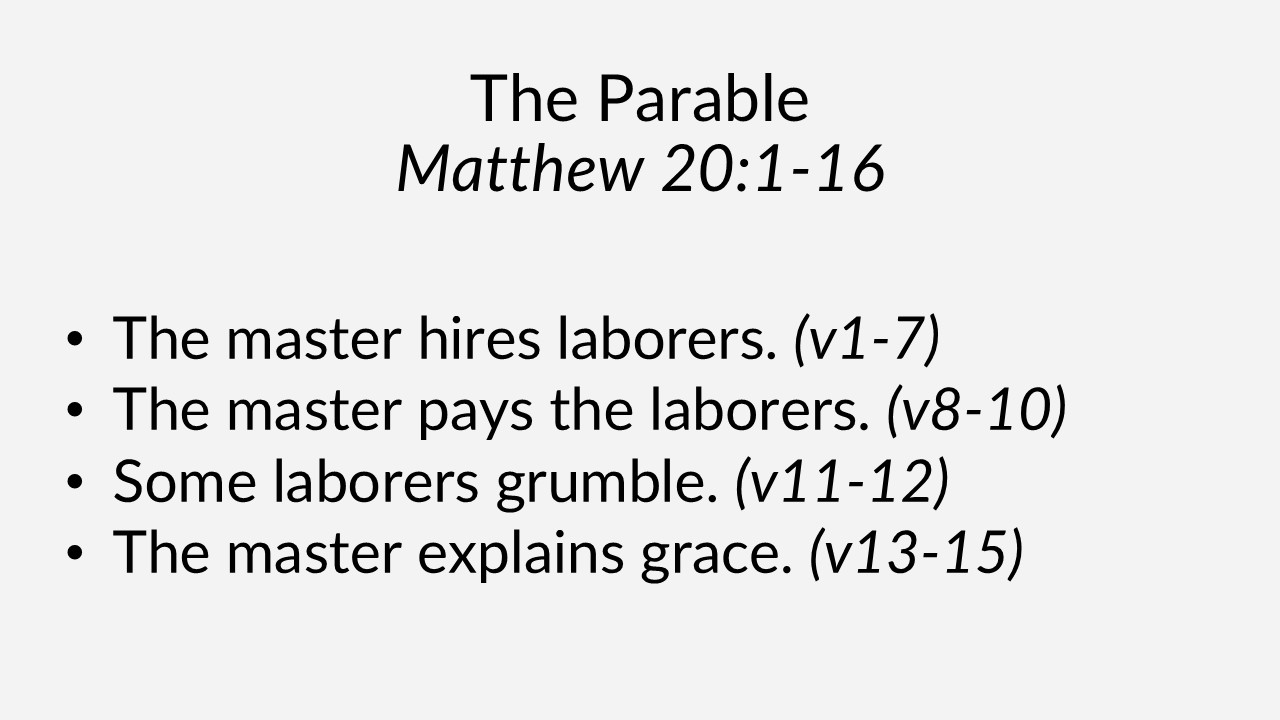 The Parable
Matthew 20:1-16
• The master hires laborers. (v1-7)
• The master pays the laborers. (v8-10)
• Some laborers grumble. (v11-12)
• The master explains grace. (v13-15)